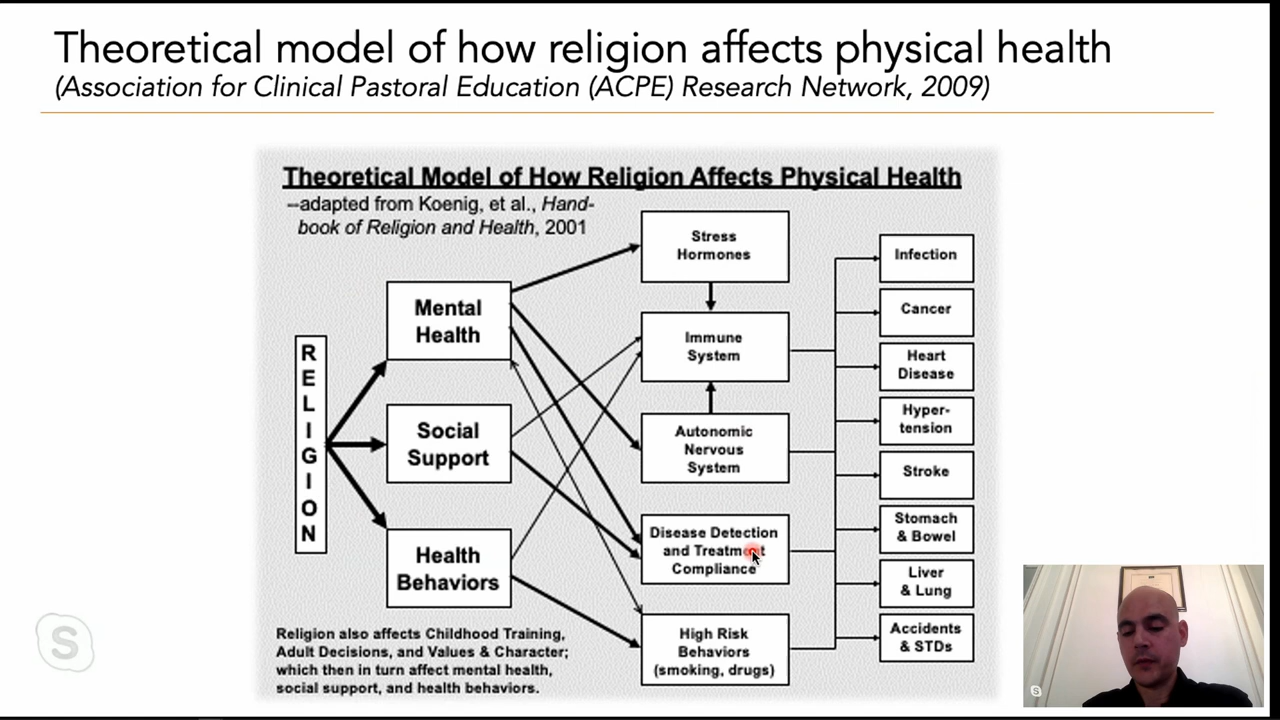 Theoretical model of how religion affects physical health
(Association for Clinical Pastoral Education (ACPE) Research Network, 2009)
Theoretical Model of How Religion Affects Physical Health
--adapted from Koenig, et al., Hand-
book of Religion and Health, 2001
RELIGION
Mental
Health
Social
Support
Health
Behaviors
Stress
Hormones
Immune
System
Autonomic
Nervous
System
Disease Detection
and Treatment
Compliance
High Risk
Behaviors
(smoking, drugs)
Infection
Cancer
Heart
Disease
Hyper-
tension
Stroke
Stomach
& Bowel
Liver
& Lung
Accidents
& STDs
Religion also affects Childhood Training,
Adult Decisions, and Values & Character;
which then in turn affect mental health,
social support, and health behaviors.
S